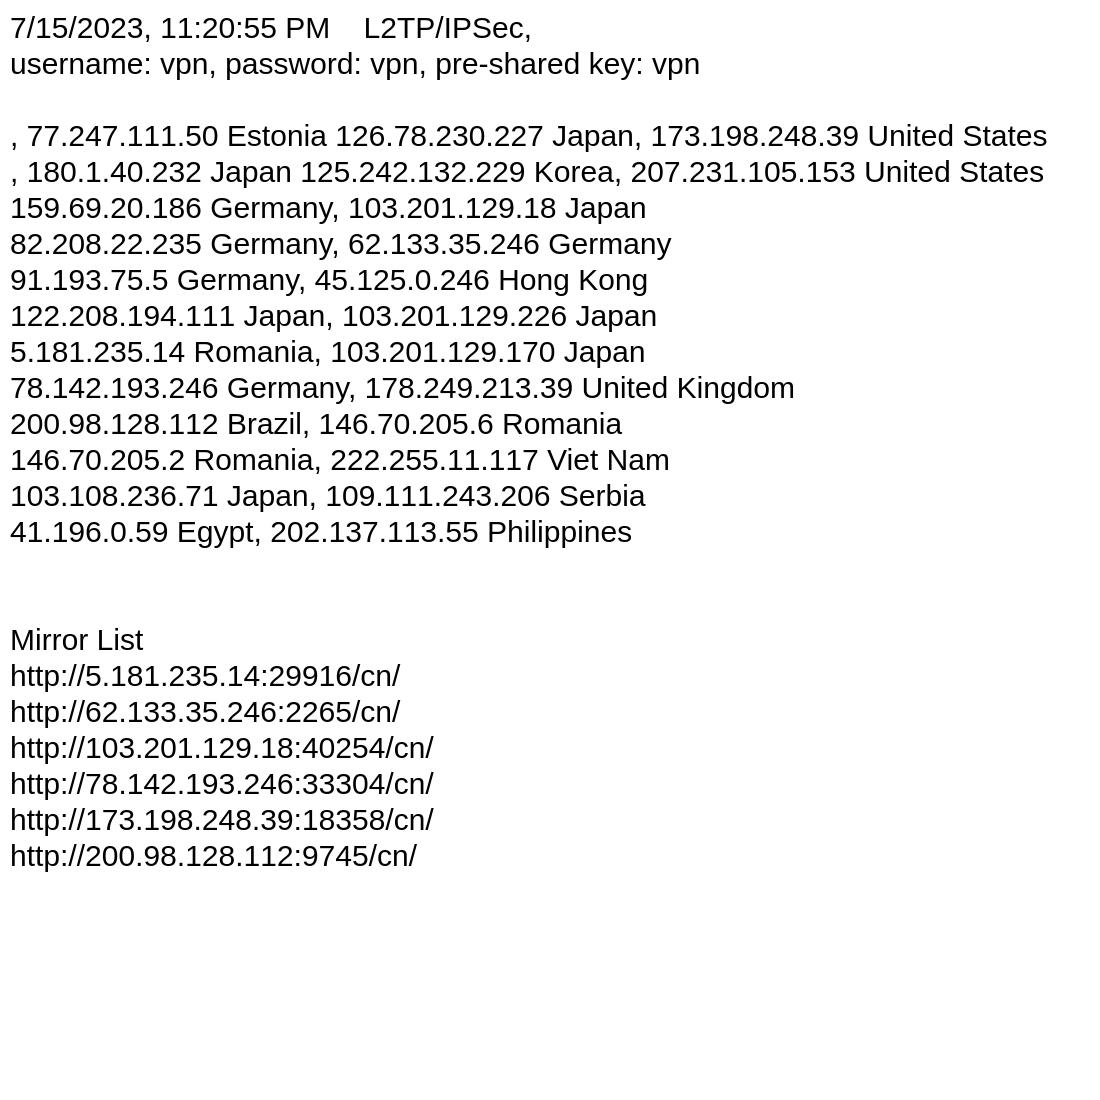 7/15/2023, 11:20:55 PM    L2TP/IPSec,
username: vpn, password: vpn, pre-shared key: vpn
, 77.247.111.50 Estonia 126.78.230.227 Japan, 173.198.248.39 United States
, 180.1.40.232 Japan 125.242.132.229 Korea, 207.231.105.153 United States
159.69.20.186 Germany, 103.201.129.18 Japan
82.208.22.235 Germany, 62.133.35.246 Germany
91.193.75.5 Germany, 45.125.0.246 Hong Kong
122.208.194.111 Japan, 103.201.129.226 Japan
5.181.235.14 Romania, 103.201.129.170 Japan
78.142.193.246 Germany, 178.249.213.39 United Kingdom
200.98.128.112 Brazil, 146.70.205.6 Romania
146.70.205.2 Romania, 222.255.11.117 Viet Nam
103.108.236.71 Japan, 109.111.243.206 Serbia
41.196.0.59 Egypt, 202.137.113.55 Philippines
Mirror List
http://5.181.235.14:29916/cn/
http://62.133.35.246:2265/cn/
http://103.201.129.18:40254/cn/
http://78.142.193.246:33304/cn/
http://173.198.248.39:18358/cn/
http://200.98.128.112:9745/cn/